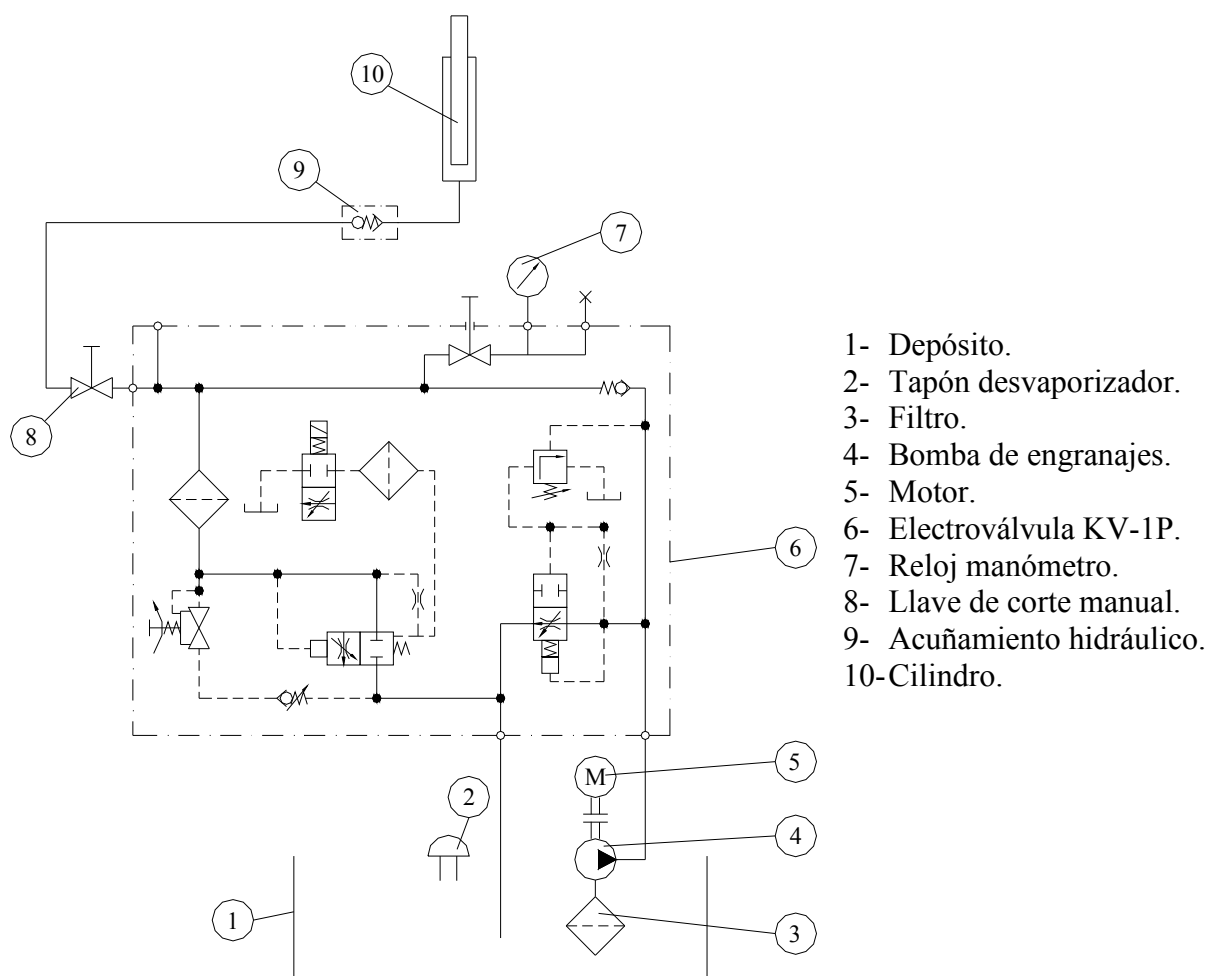 10
9
7
8
6
5
M
2
4
1
3
1- Depósito.
2- Tapón desvaporizador.
3- Filtro.
4- Bomba de engranajes.
5- Motor.
6- Electroválvula KV-1P.
7- Reloj manómetro.
8- Llave de corte manual.
9- Acuñamiento hidráulico.
10-Cilindro.